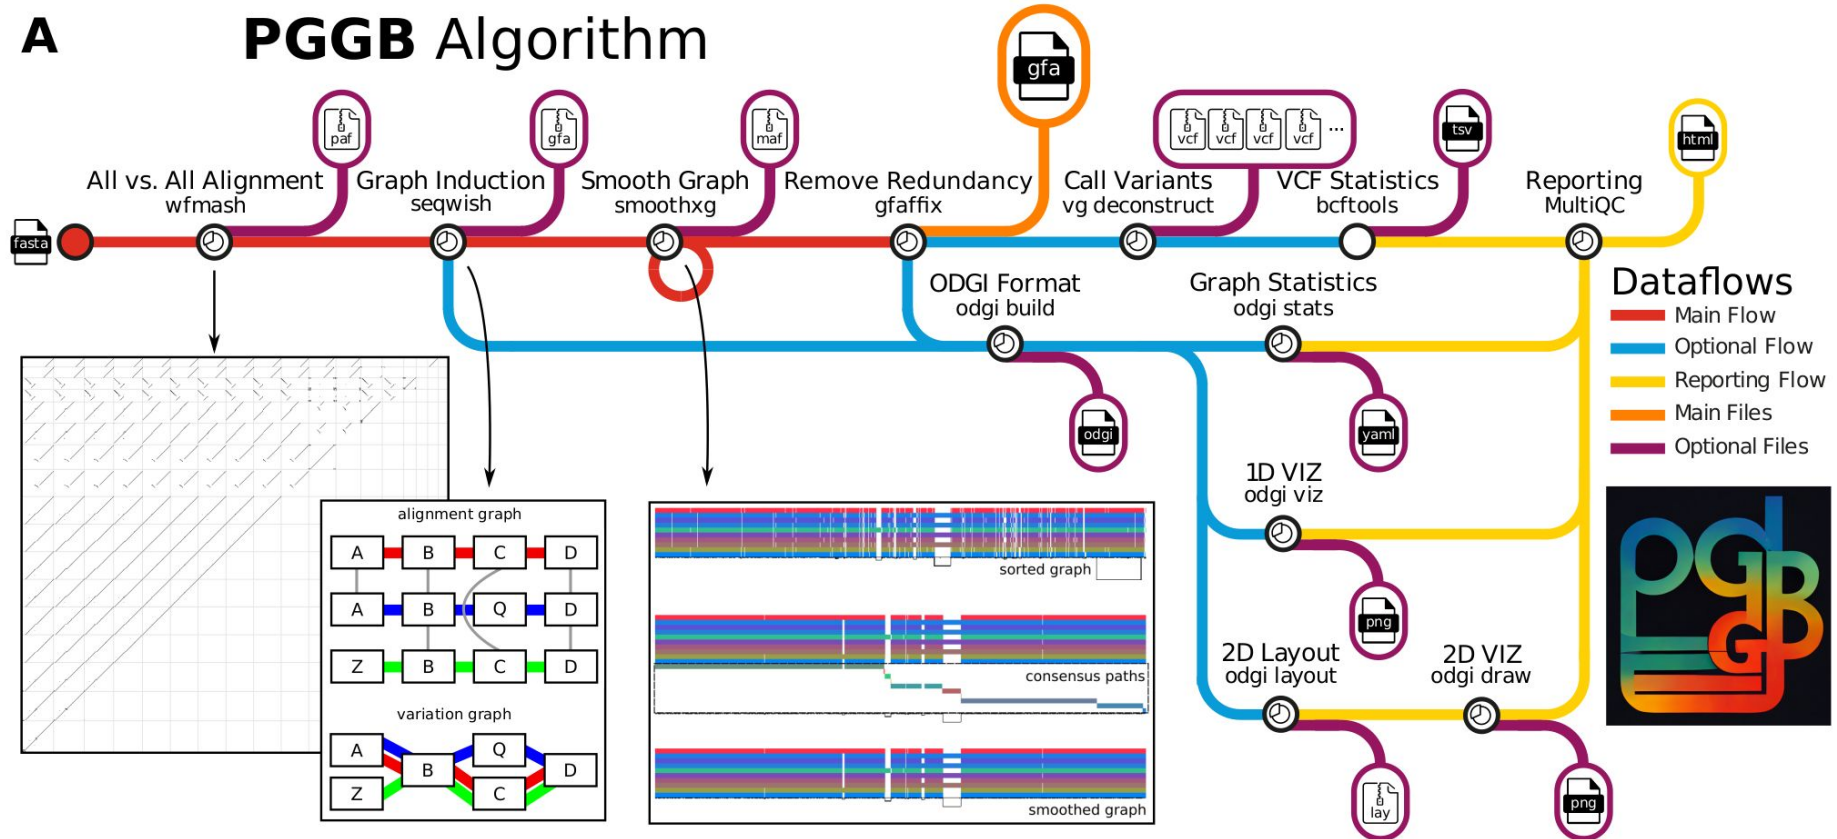 A
PGGB Algorithm
gfa
paf
gfa
maf
vcf vcf vcf vcf ...
tsv
html
All vs. All Alignment
wfmash
Graph Induction
seqwish
Smooth Graph
smoothxg
Remove Redundancy
gfaffix
Call Variants
vg deconstruct
VCF Statistics
bcftools
Reporting
MultiQC
fasta
ODGI Format
odgi build
Graph Statistics
odgi stats
Dataflows
Main Flow
Optional Flow
Reporting Flow
Main Files
Optional Files
odgi
yaml
1D VIZ
odgi viz
png
2D Layout
odgi layout
2D VIZ
odgi draw
lay
png
alignment graph
A B C D
A B Q D
Z B C D
variation graph
A Q
B D
Z C
sorted graph
consensus paths
smoothed graph
pgGB